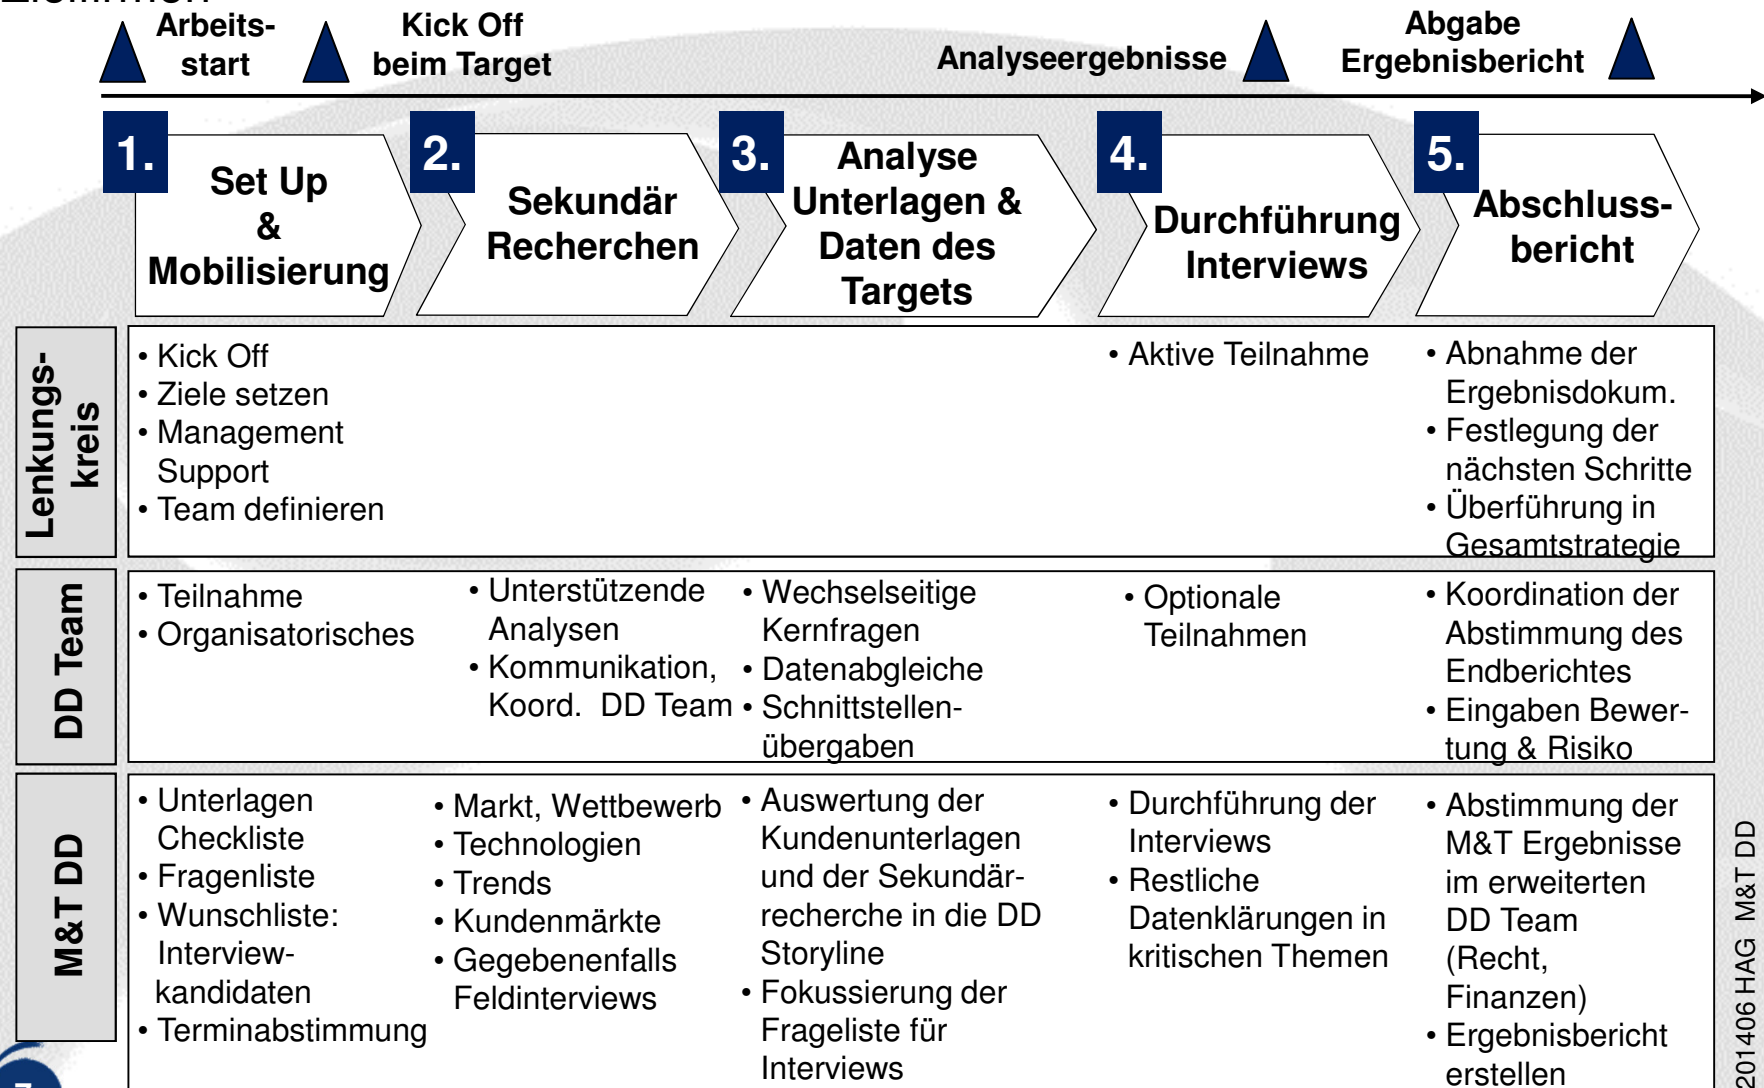 Arbeits-
start
Kick Off
beim Target
Analyseergebnisse
Abgabe
Ergebnisbericht
1.
Set Up
&
Mobilisierung
2.
Sekundär
Recherchen
3.
Analyse
Unterlagen &
Daten des
Targets
4.
Durchführung
Interviews
5.
Abschluss-
bericht
Lenkungs-
kreis
• Kick Off
• Ziele setzen
• Management
Support
• Team definieren
• Aktive Teilnahme
• Abnahme der
Ergebnisdokum.
• Festlegung der
nächsten Schritte
• Überführung in
Gesamtstrategie
DD Team
• Teilnahme
• Organisatorisches
• Unterstützende
Analysen
• Kommunikation,
Koord. DD Team
• Wechselseitige
Kernfragen
• Datenabgleiche
• Schnittstellen-
übergaben
• Optionale
Teilnahmen
• Koordination der
Abstimmung des
Endberichtes
• Eingaben Bewer-
tung & Risiko
M&T DD
• Unterlagen
Checkliste
• Fragenliste
• Wunschliste:
Interview-
kandidaten
• Terminabstimmung
• Markt, Wettbewerb
• Technologien
• Trends
• Kundenmärkte
• Gegebenenfalls
Feldinterviews
• Auswertung der
Kundenunterlagen
und der Sekundär-
recherche in die DD
Storyline
• Fokussierung der
Frageliste für
Interviews
• Durchführung der
Interviews
• Restliche
Datenklärungen in
kritischen Themen
• Abstimmung der
M&T Ergebnisse
im erweiterten
DD Team
(Recht,
Finanzen)
• Ergebnisbericht
erstellen
201406 HAG M&T DD